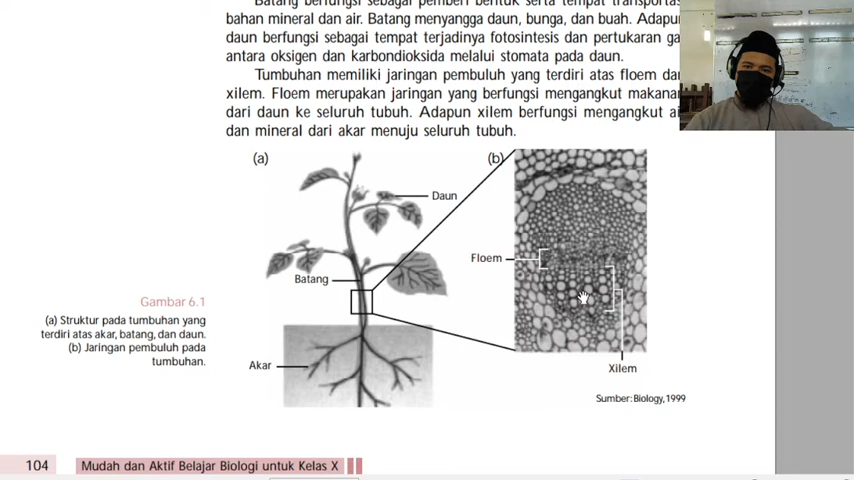 Batang berfungsi sebagai pemberi bentuk serta tempat transportas
bahan mineral dan air. Batang menyangga daun, bunga, dan buah. Adapun
daun berfungsi sebagai tempat terjadinya fotosintesis dan pertukaran ga
antara oksigen dan karbondioksida melalui stomata pada daun.
Tumbuhan memiliki jaringan pembuluh yang terdiri atas floem dan
xilem. Floem merupakan jaringan yang berfungsi mengangkut makanan
dari daun ke seluruh tubuh. Adapun xilem berfungsi mengangkut ai
dan mineral dari akar menuju seluruh tubuh.
(a)
(b)
Daun
Floem
Batang
Akar
Xilem
Gambar 6.1
(a) Struktur pada tumbuhan yang
terdiri atas akar, batang, dan daun.
(b) Jaringan pembuluh pada
tumbuhan.
Sumber: Biology, 1999
104 Mudah dan Aktif Belajar Biologi untuk Kelas X